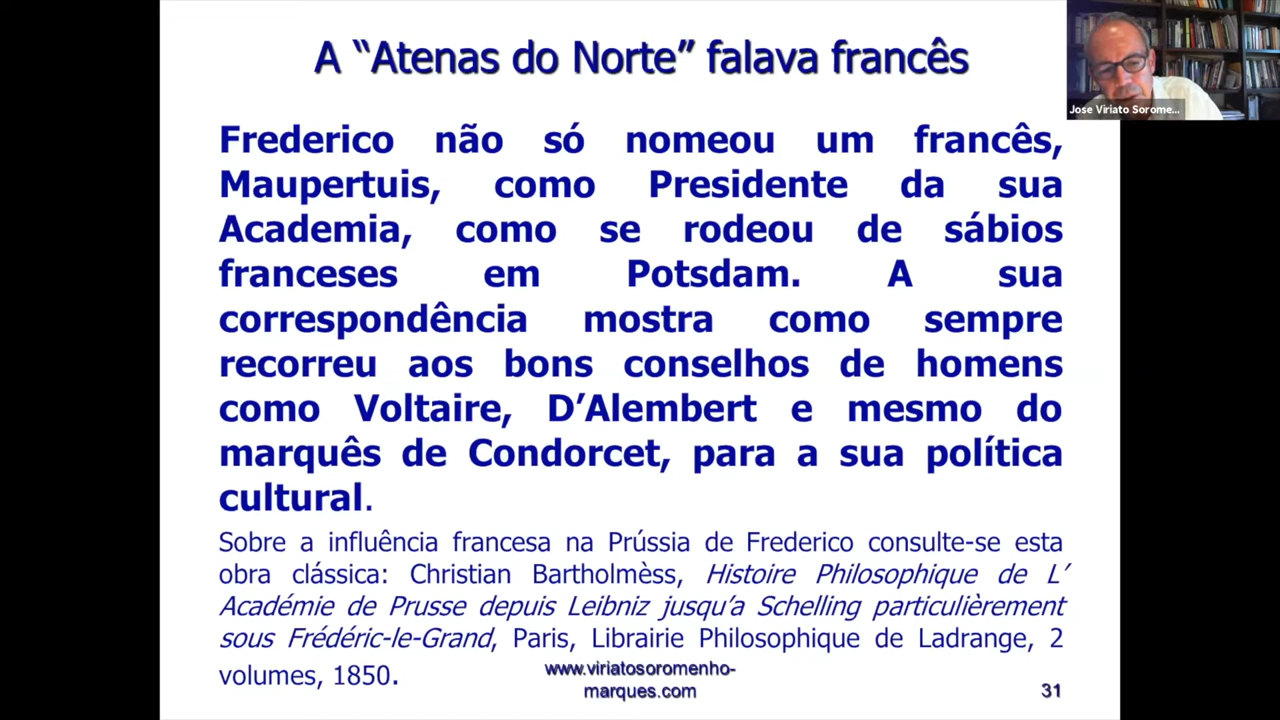 A “Atenas do Norte” falava francês
Jose Viriato Sorome...
Frederico não só nomeou um francês,
Maupertuis, como Presidente da sua
Academia, como se rodeou de sábios
franceses em Potsdam. A sua
correspondência mostra como sempre
recorreu aos bons conselhos de homens
como Voltaire, D’Alembert e mesmo do
marquês de Condorcet, para a sua política
cultural.
Sobre a influência francesa na Prússia de Frederico consulte-se esta
obra clássica: Christian Bartholmèss, Histoire Philosophique de L’
Académie de Prusse depuis Leibniz jusqu’a Schelling particulièrement
sous Frédéric-le-Grand, Paris, Librairie Philosophique de Ladrange, 2
volumes, 1850.
www.viriatosoromenho-
marques.com
31